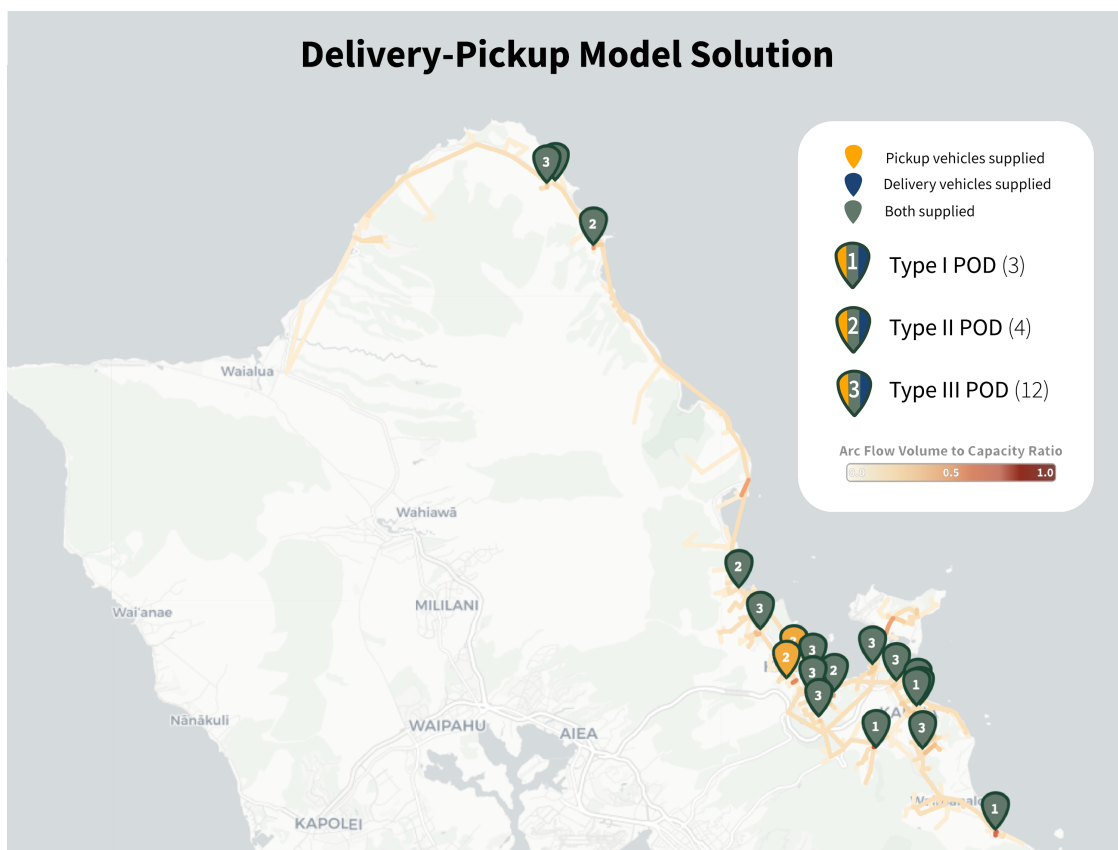 Delivery-Pickup Model Solution
Pickup vehicles supplied
Delivery vehicles supplied
Both supplied
1 Type I POD (3)
2 Type II POD (4)
3 Type III POD (12)
Arc Flow Volume to Capacity Ratio
0.5 1.0
3
2
Waialua
Wahiawā
2
Wai'anae
MILILANI
3
3
3
2
3
3
2
3
1
3
Nānākuli
WAIPAHU
AIEA
1
3
KAPOLEI
1